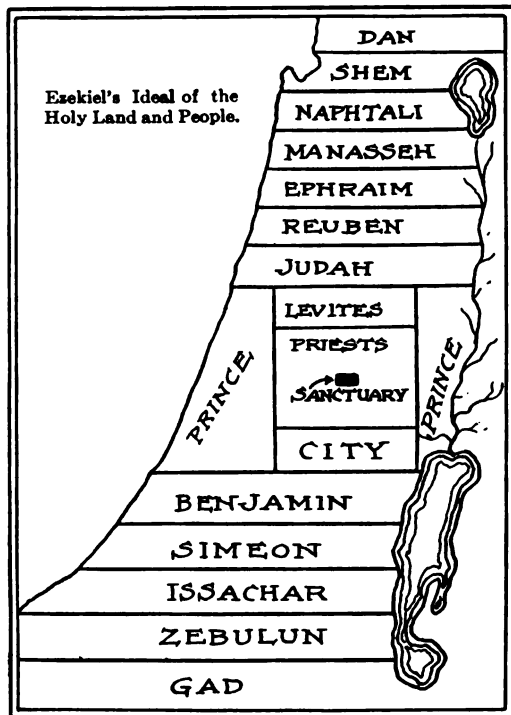 DAN
SHEM
Ezekiel's Ideal of the
Holy Land and People.
NAPHTALI
MANASSEH
EPHRAIM
REUBEN
JUDAH
LEVITES
PRIESTS
PRINCE
SANCTUARY
PRINCE
CITY
BENJAMIN
SIMEON
ISSACHAR
ZEBULUN
GAD